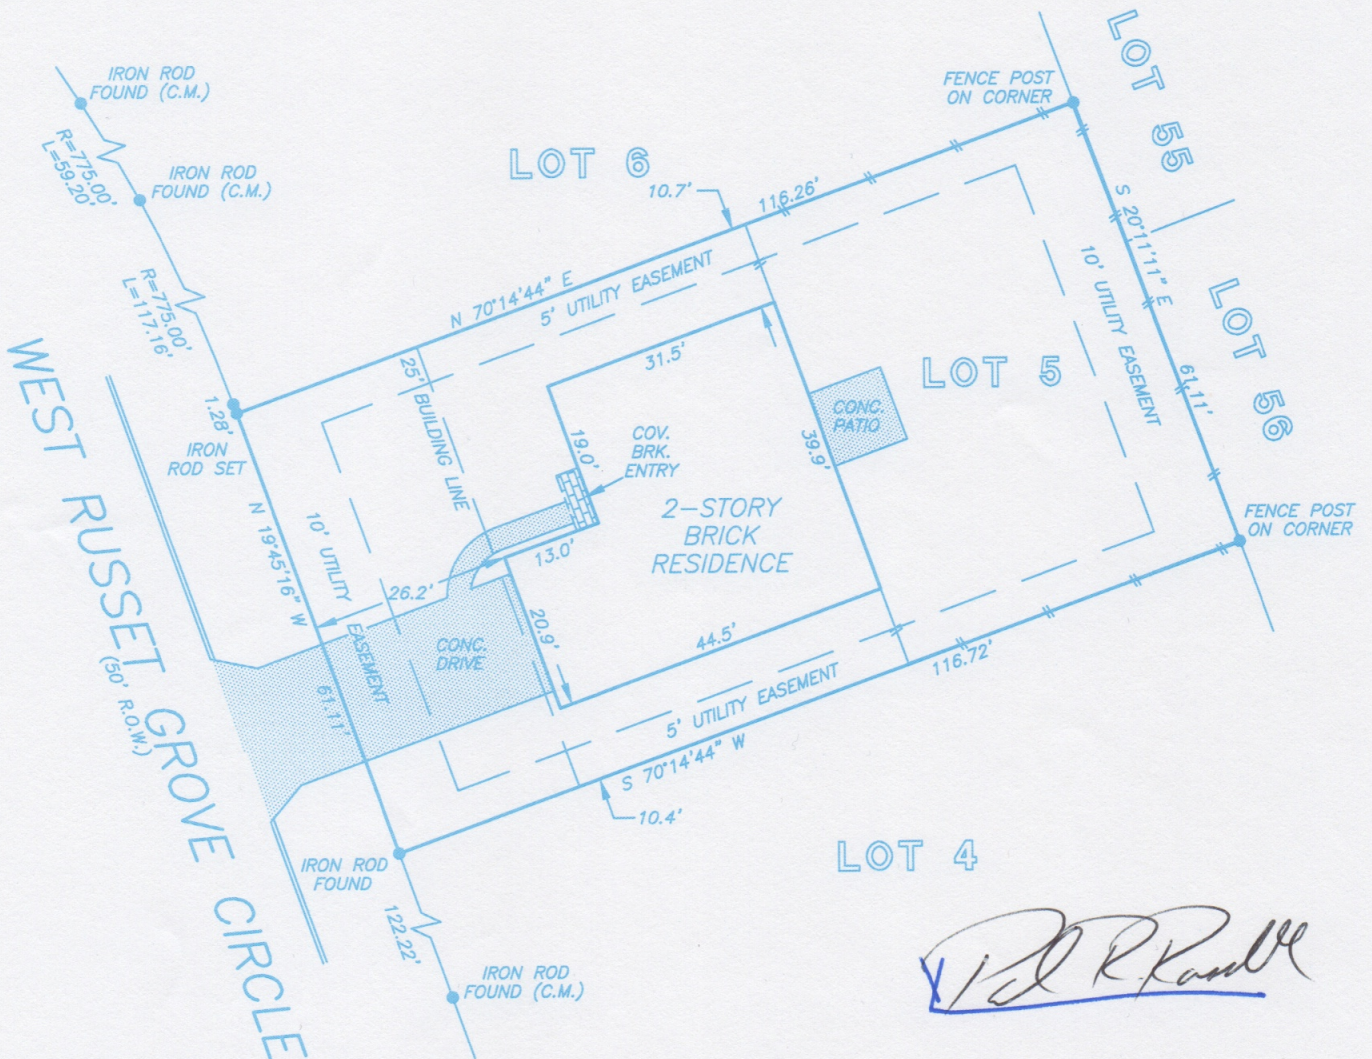 IRON ROD
FOUND (C.M.)
R=775.00'
L=59.20'
IRON ROD
FOUND (C.M.)
R=775.00'
L=117.16'
LOT 6
10.7'
116.26'
FENCE POST
ON CORNER
LOT 55
S 20°11'11" E
61.11'
10' UTILITY EASEMENT
LOT 56
FENCE POST
ON CORNER
N 70°14'44" E
5' UTILITY EASEMENT
25' BUILDING LINE
31.5'
LOT 5
CONC.
PATIO
39.9'
19.0'
COV.
BRK.
ENTRY
2-STORY
BRICK
RESIDENCE
13.0'
1.28'
IRON
ROD SET
N 19°45'16" W
61.11'
10' UTILITY EASEMENT
26.2'
CONC.
DRIVE
20.9'
44.5'
5' UTILITY EASEMENT
S 70°14'44" W
116.72'
10.4'
LOT 4
WEST RUSSET GROVE CIRCLE
(50' R.O.W.)
IRON ROD
FOUND
122.22'
IRON ROD
FOUND (C.M.)
X